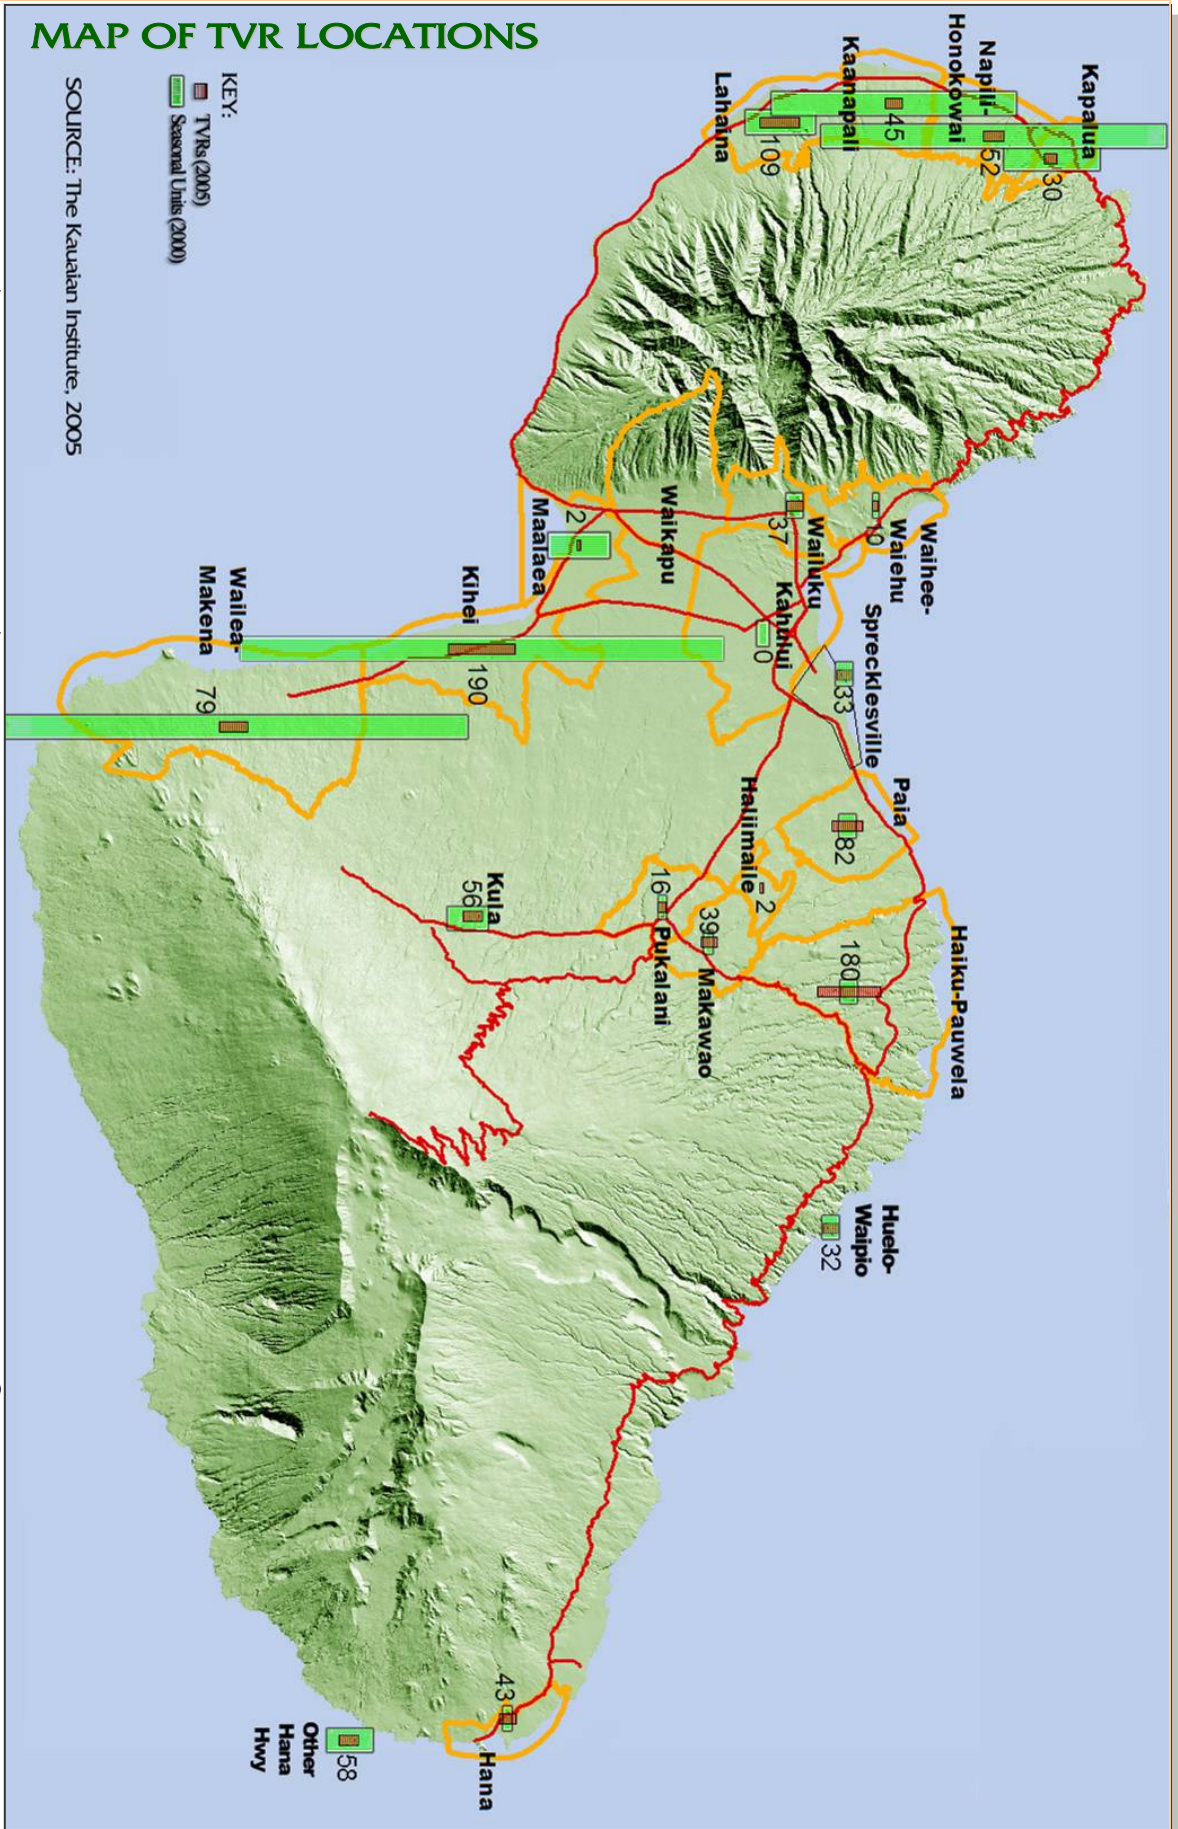 MAP OF TVR LOCATIONS
KEY:
TVRs (2005)
Seasonal Units (2000)
SOURCE: The Kauaian Institute, 2005
Kapalua
30
Napili-
Honokowai
52
Kaanapali
45
Lahaina
109
Waihee-
Waiehu
10
Wailuku
37
Waikapu
Maalaea
2
Kahului
0
Sprecklesville
33
Kihei
190
Wailea-
Makena
79
Paia
82
Haliimaile
2
Haiku-Pauwela
180
Makawao
39
Pukalani
16
Kula
56
Huelo-
Waipio
32
Hana
43
Other
Hana
Hwy
58